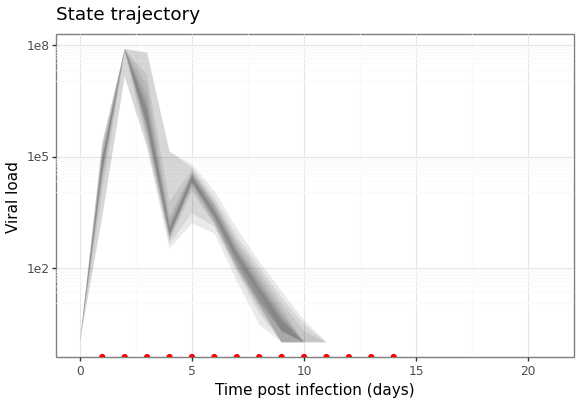 State trajectory
1e8
1e5
1e2
Viral load
0 5 10 15 20
Time post infection (days)